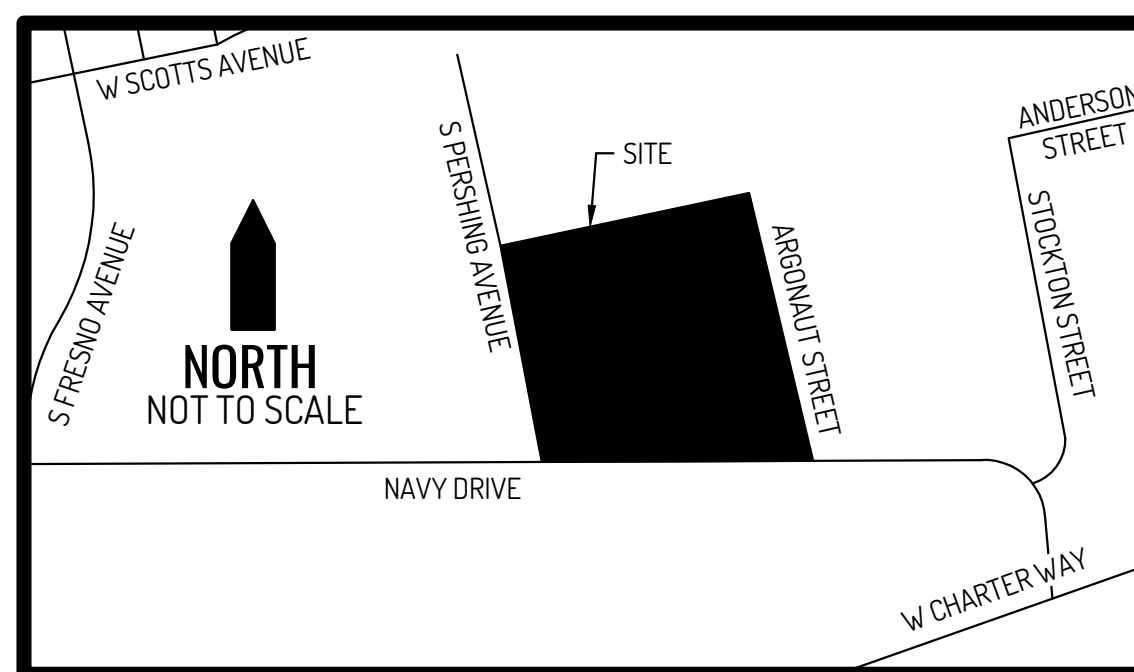 W SCOTTS AVENUE
S PERSHING AVENUE
SITE
ANDERSON
STREET
STOCKTON STREET
ARGONAUT STREET
S FRESNO AVENUE
NORTH
NOT TO SCALE
NAVY DRIVE
W CHARTER WAY